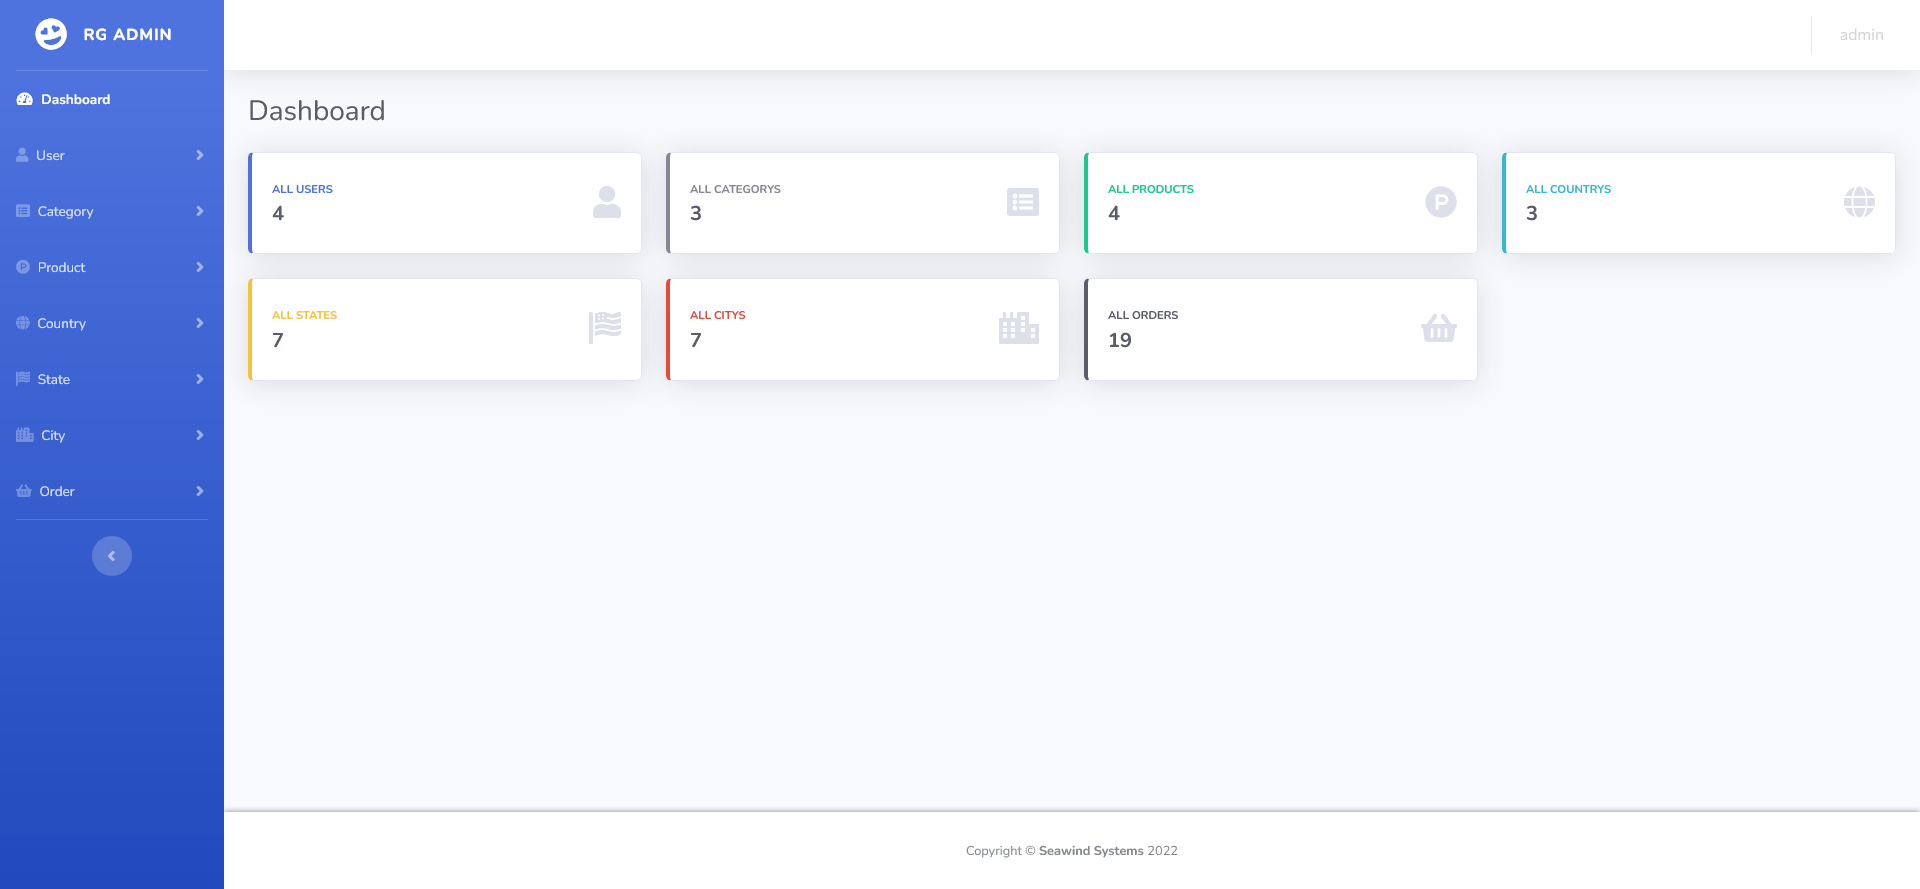 RG ADMIN
admin
Dashboard
User
Category
Product
Country
State
City
Order
Dashboard
ALL USERS
4
ALL CATEGORYS
3
ALL PRODUCTS
4
ALL COUNTRYS
3
ALL STATES
7
ALL CITYS
7
ALL ORDERS
19
Copyright © Seawind Systems 2022